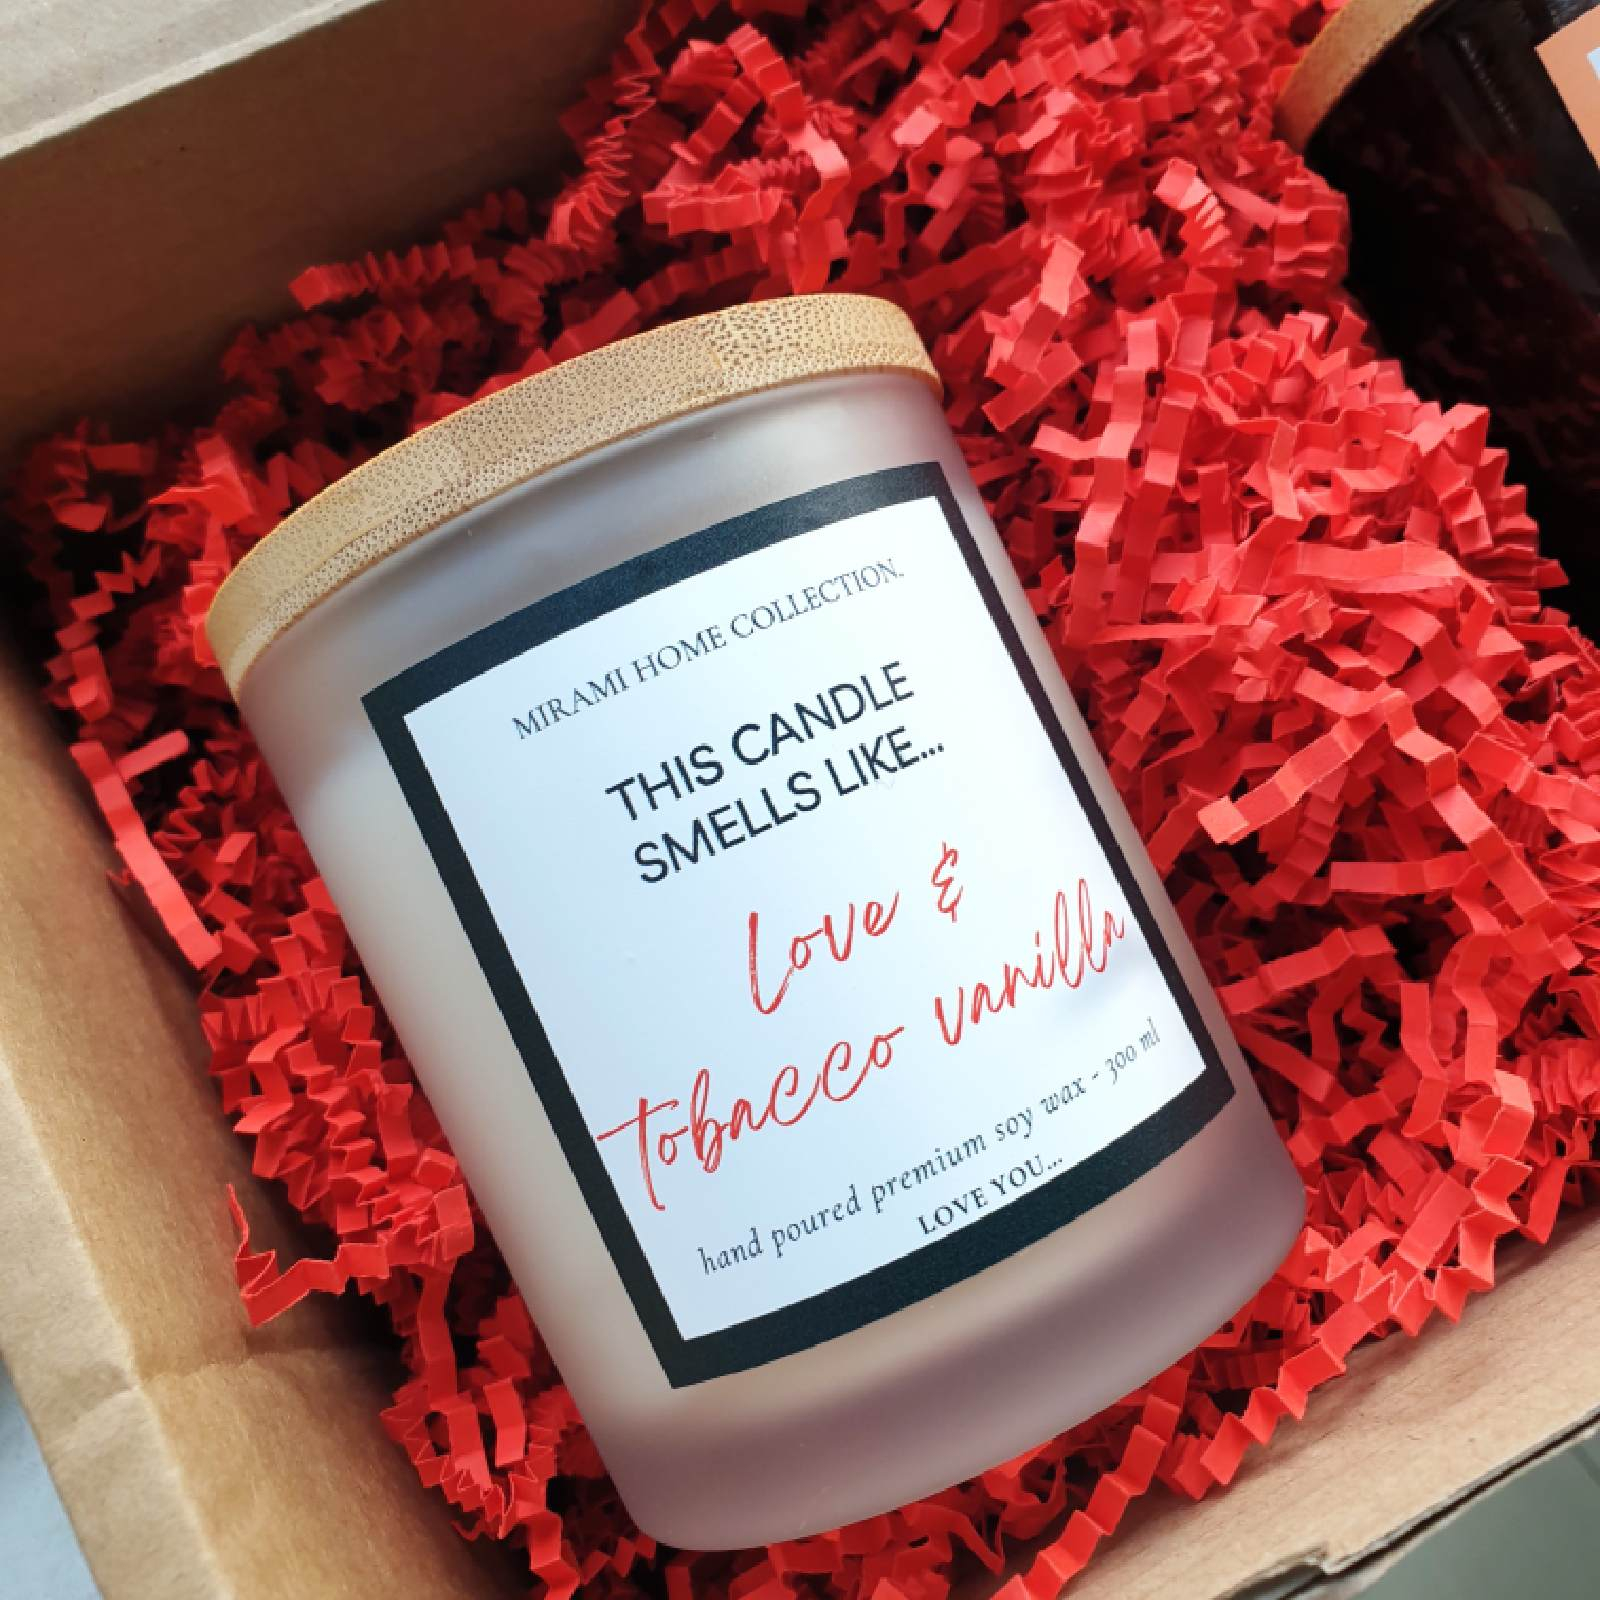 MIRAMI HOME COLLECTION.
THIS CANDLE
SMELLS LIKE...
Love &
tobacco vanilla
hand poured premium soy wax - 300 ml
LOVE YOU...